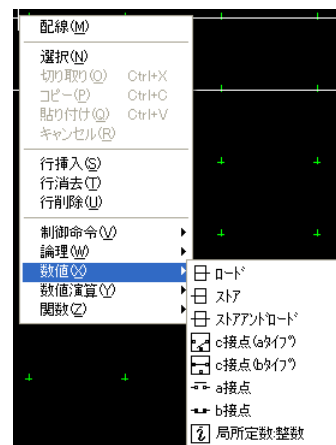 配線(M)
選択(N)
切り取り(O) Ctrl+X
コピー(P) Ctrl+C
貼り付け(Q) Ctrl+V
キャンセル(R)
行挿入(S)
行消去(T)
行削除(U)
制御命令(V)
論理(W)
数値(X)
数値演算(Y)
関数(Z)
ﾛｰﾄﾞ
ｽﾄｱ
ｽﾄｱｱﾝﾄﾞﾛｰﾄﾞ
c接点(aﾀｲﾌﾟ)
c接点(bﾀｲﾌﾟ)
a接点
b接点
i 局所定数:整数